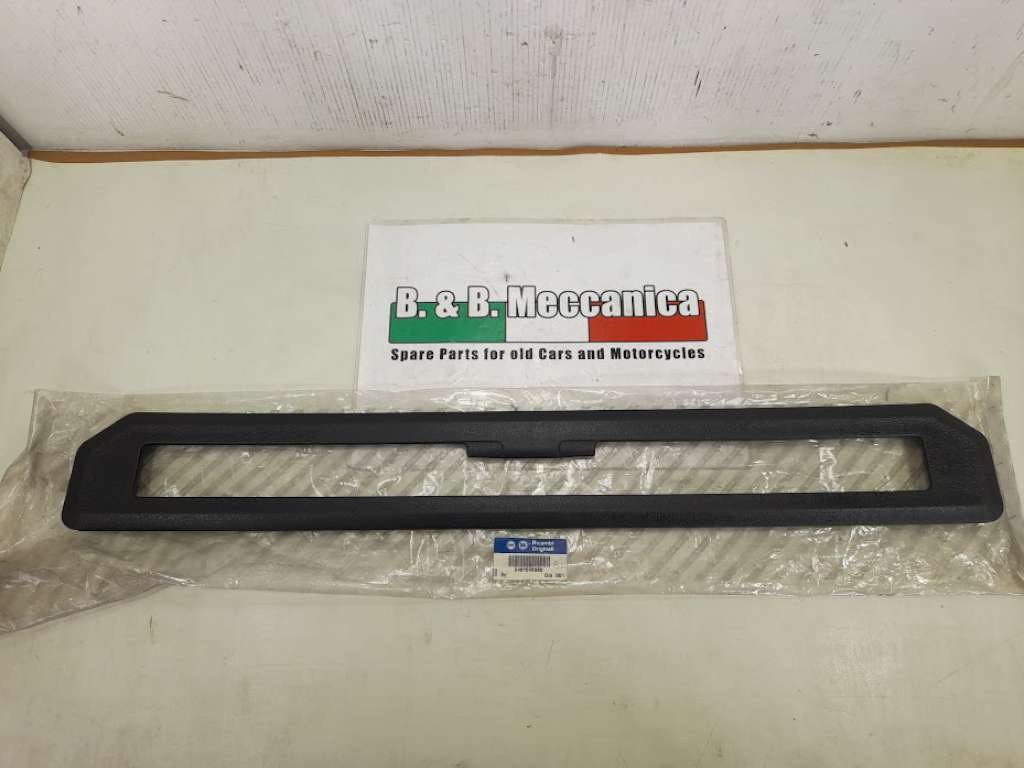 B. & B. Meccanica
Spare Parts for old Cars and Motorcycles
Ricambi
Originali